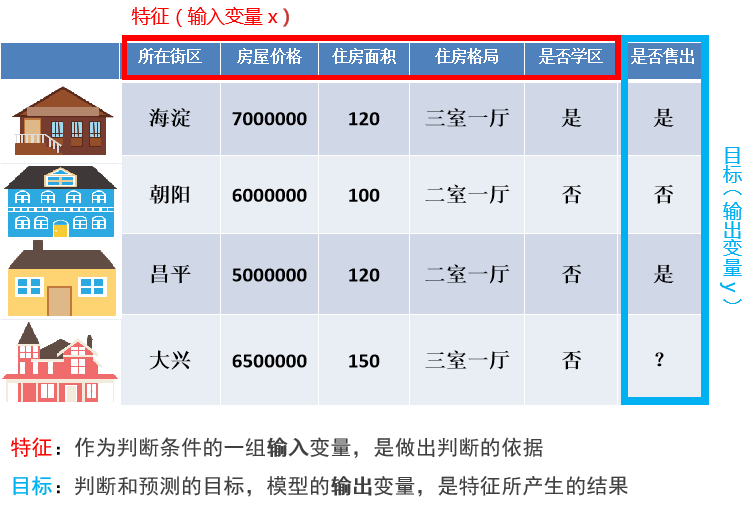 特征(输入变量x)
所在街区 房屋价格 住房面积 住房格局 是否学区 是否售出
海淀 7000000 120 三室一厅 是 是
朝阳 6000000 100 二室一厅 否 否
昌平 5000000 120 二室一厅 否 是
大兴 6500000 150 三室一厅 否 ?
目标(输出变量y)
特征：作为判断条件的一组输入变量，是做出判断的依据
目标：判断和预测的目标，模型的输出变量，是特征所产生的结果